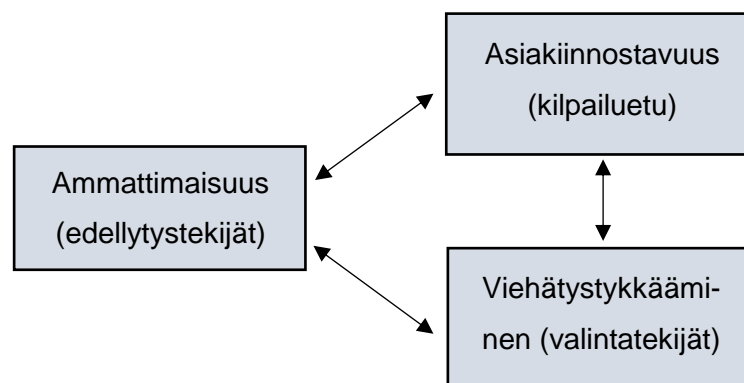 Asiakiinnostavuus
(kilpailuetu)
Ammattimaisuus
(edellytystekijät)
Viehätystykkäämi-
nen (valintatekijät)